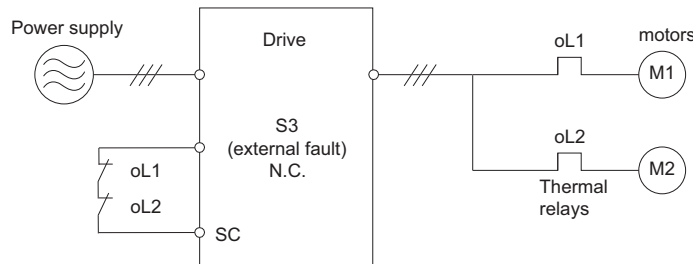 Power supply
Drive
oL1
motors
M1
S3
(external fault)
N.C.
oL1
oL2
SC
oL2
M2
Thermal
relays